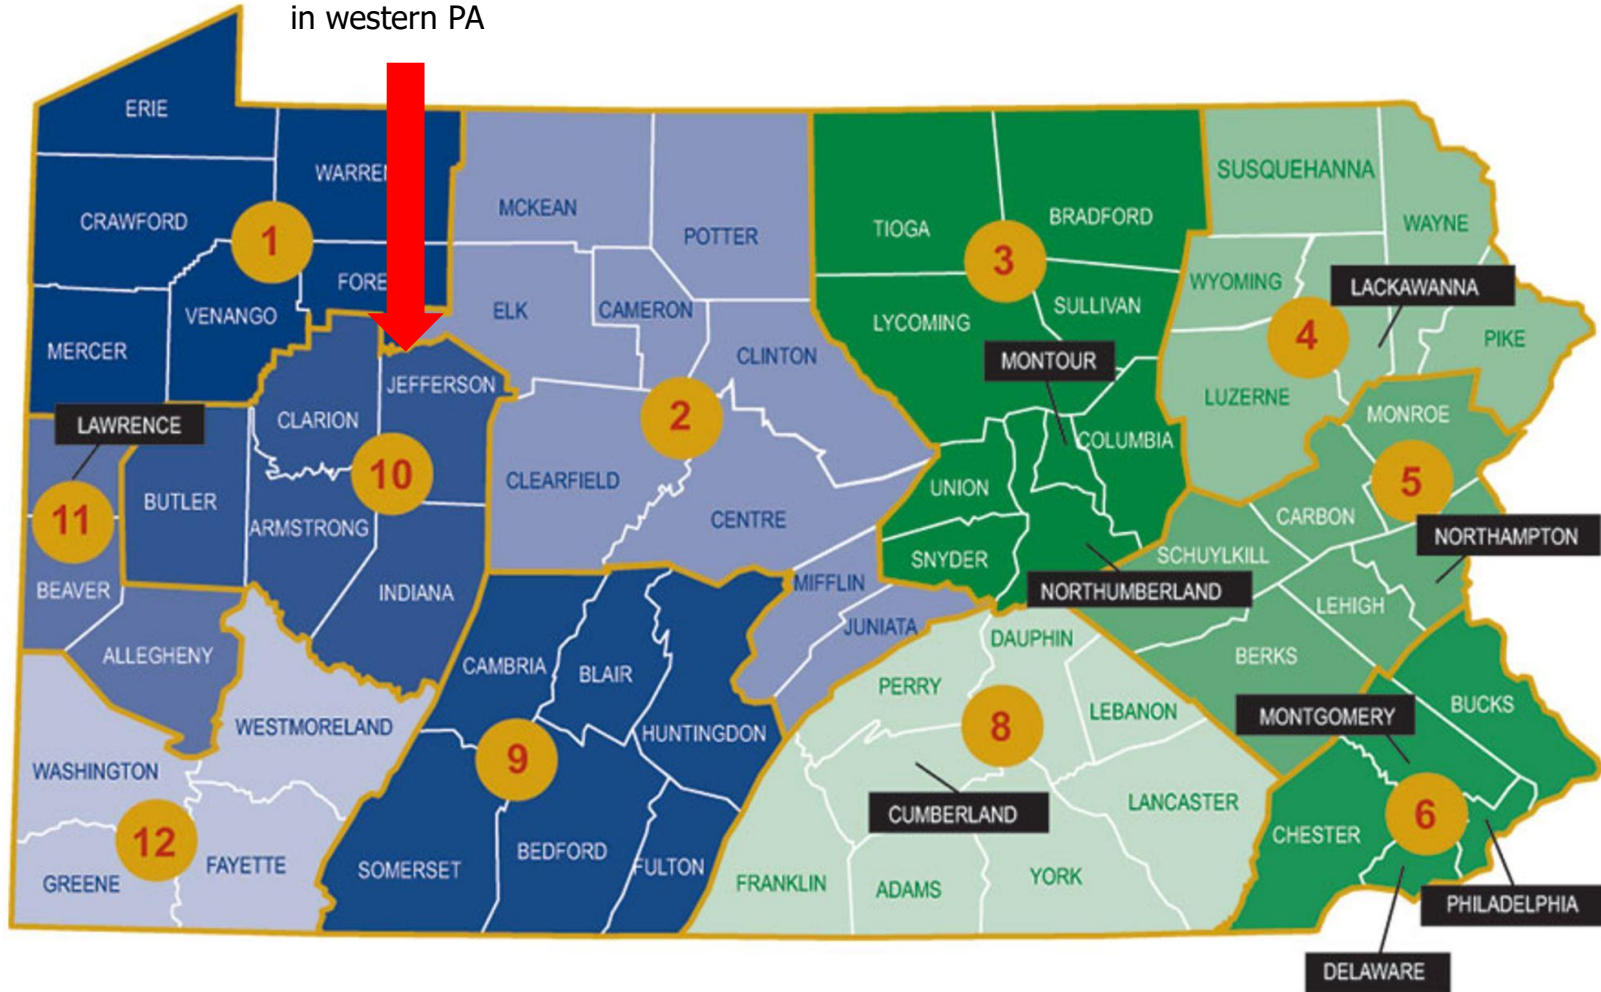 in western PA
ERIE
WARREN
CRAWFORD
1
VENANGO
FORE
MERCER
MCKEAN
POTTER
ELK
CAMERON
CLINTON
2
CLEARFIELD
CENTRE
MIFFLIN
JUNIATA
TIOGA
BRADFORD
3
LYCOMING
SULLIVAN
MONTOUR
COLUMBIA
UNION
SNYDER
NORTHUMBERLAND
SUSQUEHANNA
WAYNE
WYOMING
LACKAWANNA
4
PIKE
LUZERNE
MONROE
5
CARBON
NORTHAMPTON
SCHUYLKILL
LEHIGH
BERKS
JEFFERSON
CLARION
10
BUTLER
ARMSTRONG
INDIANA
LAWRENCE
11
BEAVER
ALLEGHENY
WESTMORELAND
WASHINGTON
12
GREENE
FAYETTE
CAMBRIA
BLAIR
HUNTINGDON
9
SOMERSET
BEDFORD
FULTON
DAUPHIN
PERRY
8
LEBANON
CUMBERLAND
LANCASTER
FRANKLIN
ADAMS
YORK
BUCKS
MONTGOMERY
6
CHESTER
PHILADELPHIA
DELAWARE